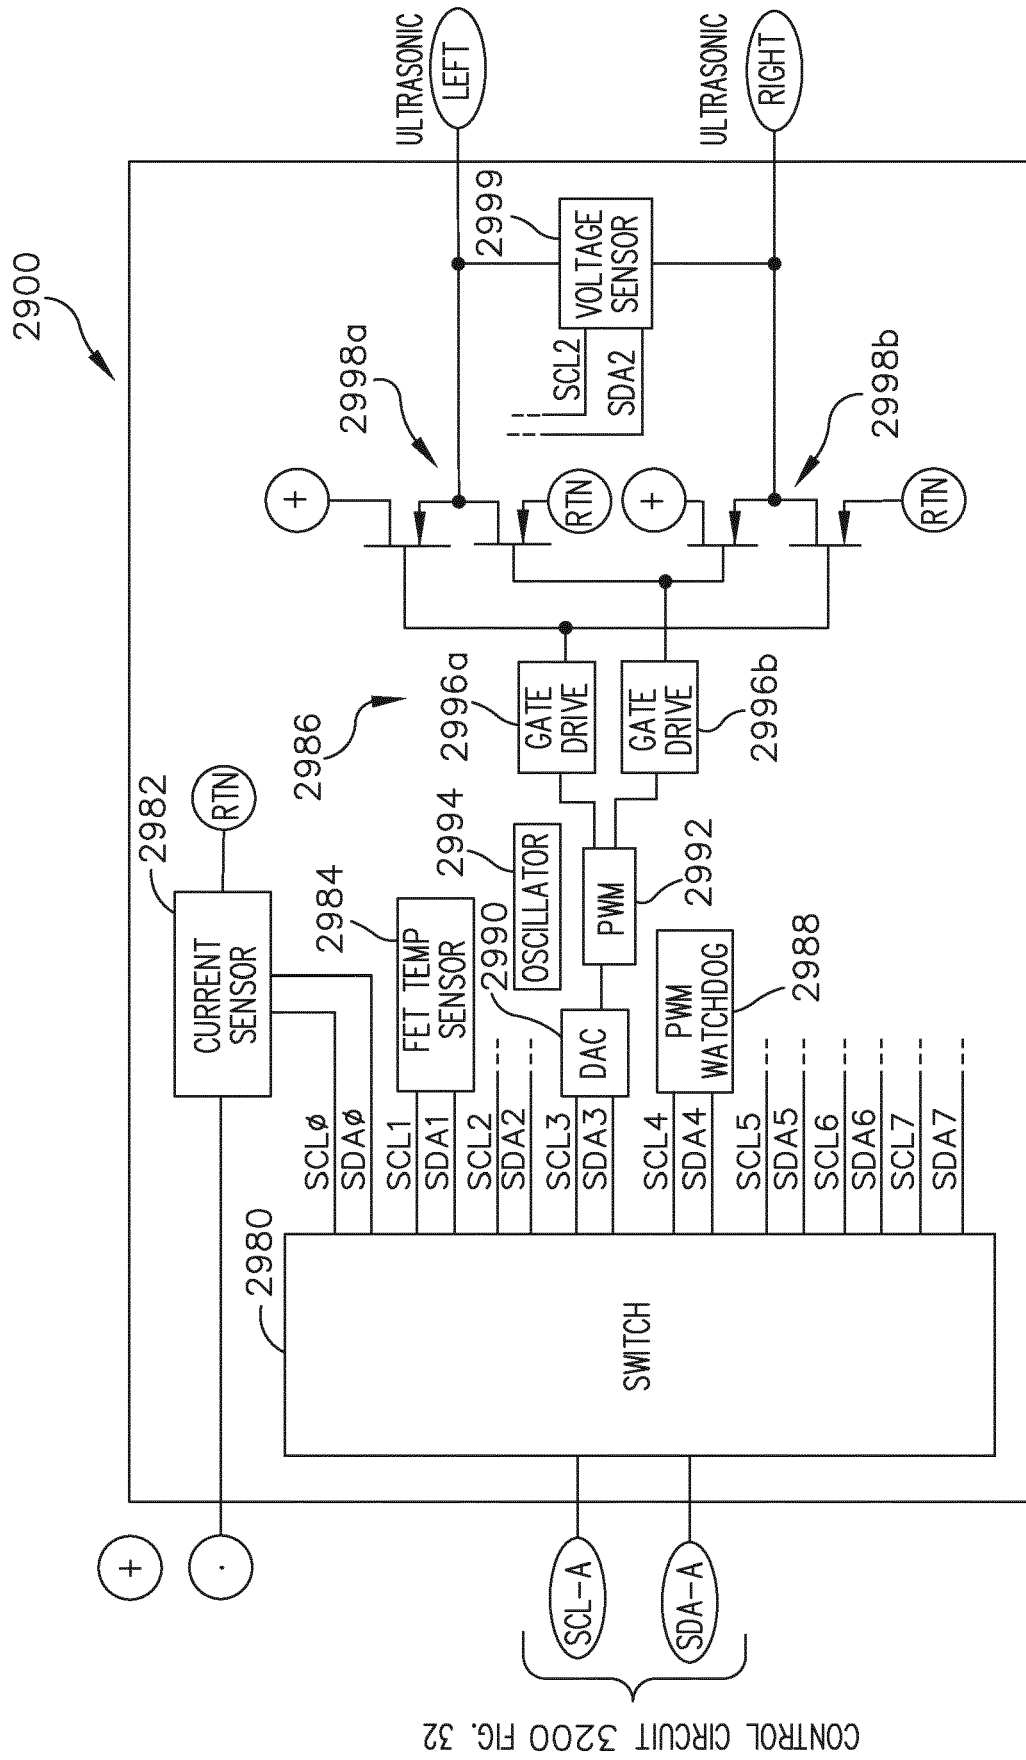 2900
ULTRASONIC
LEFT
ULTRASONIC
RIGHT
2999
VOLTAGE
SENSOR
SCL2
SDA2
2998a
2998b
+
RTN
+
RTN
2986
2996a
GATE
DRIVE
GATE
DRIVE
2996b
2982
RTN
CURRENT
SENSOR
2984
FET TEMP
SENSOR
2994
OSCILLATOR
2990
DAC
PWM
2992
PWM
WATCHDOG
2988
SCLø
SDAø
SCL1
SDA1
SCL2
SDA2
SCL3
SDA3
SCL4
SDA4
SCL5
SDA5
SCL6
SDA6
SCL7
SDA7
2980
SWITCH
+
-
SCL-A
SDA-A
CONTROL CIRCUIT 3200 FIG. 32